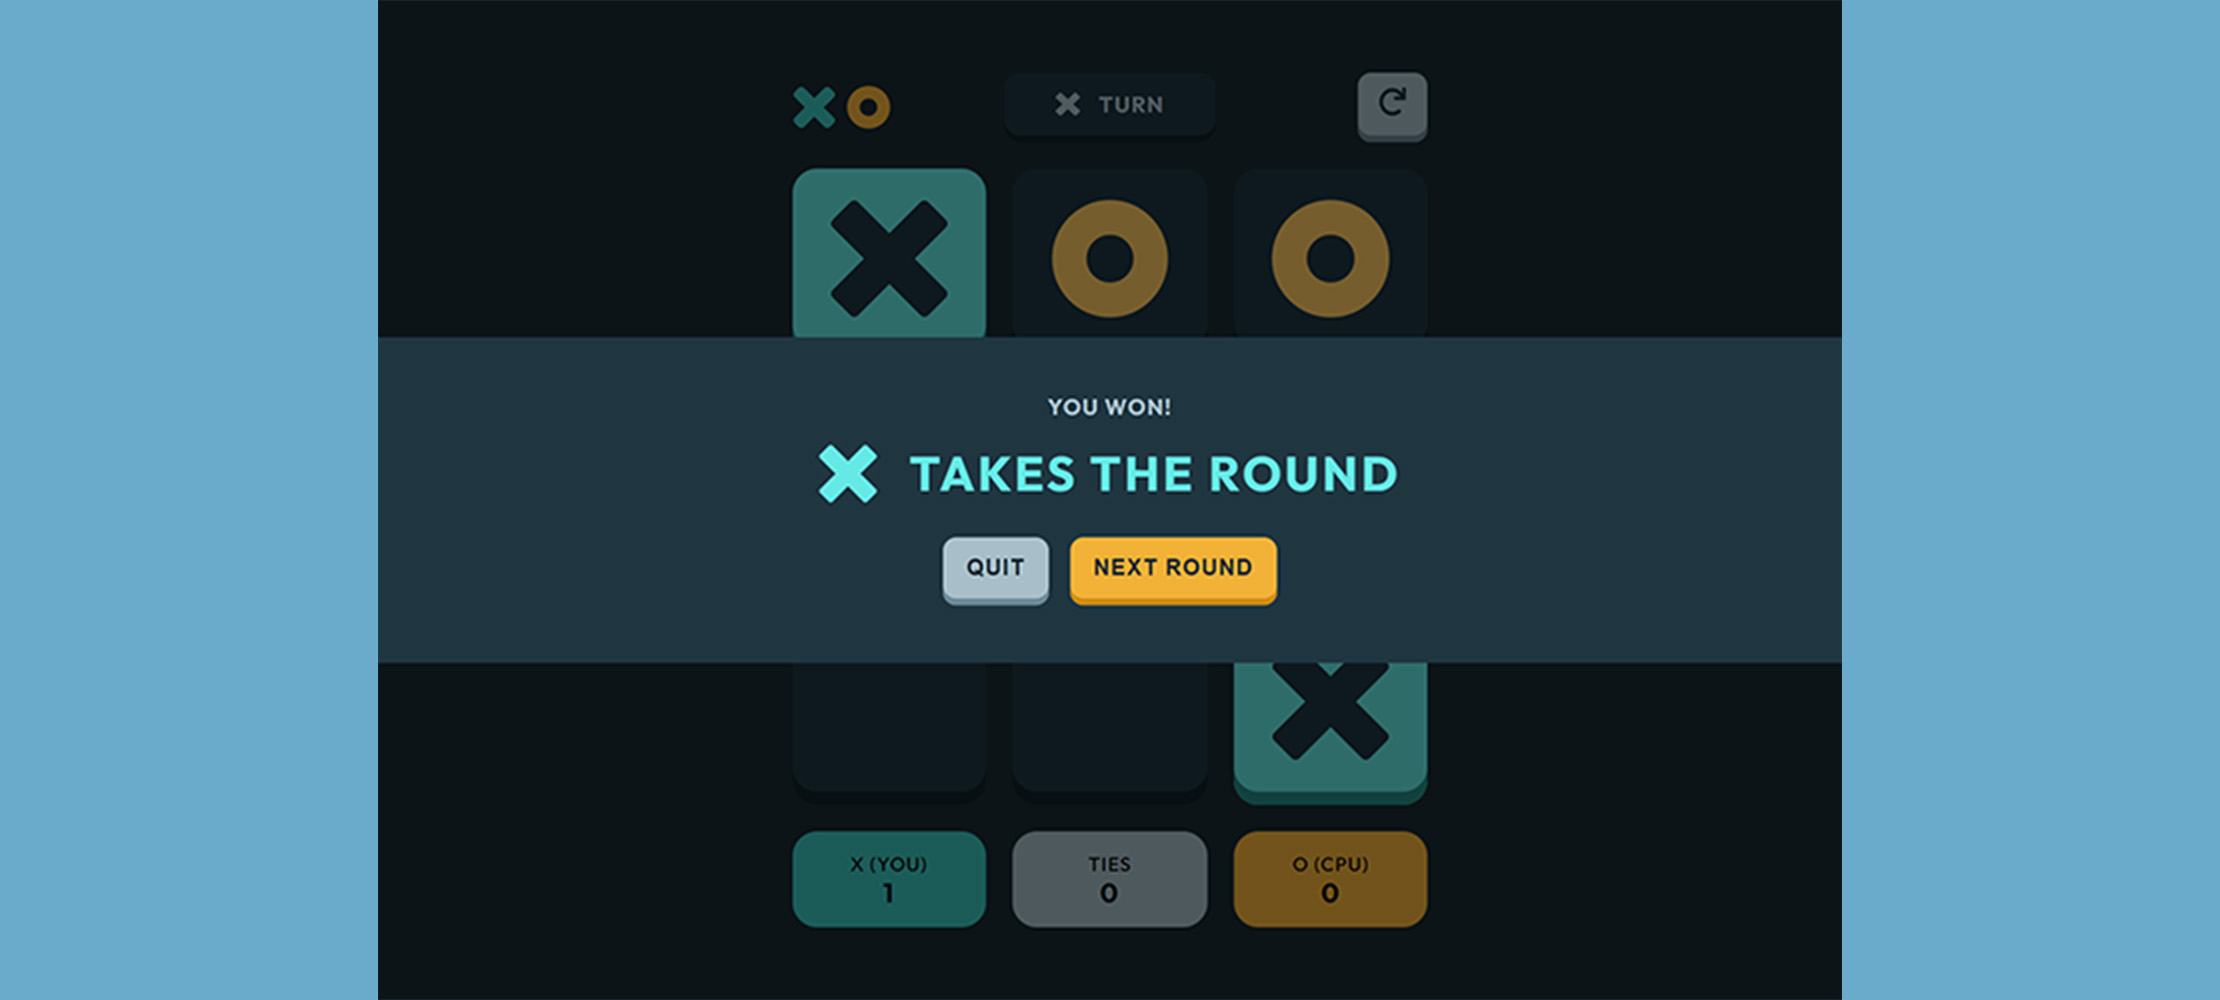 TURN
YOU WON!
TAKES THE ROUND
QUIT
NEXT ROUND
X (YOU)
1
TIES
0
O (CPU)
0